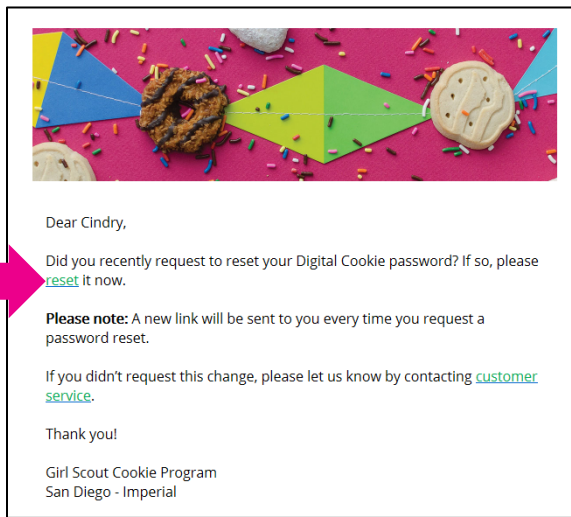 Dear Cindry,
Did you recently request to reset your Digital Cookie password? If so, please
reset it now.
Please note: A new link will be sent to you every time you request a
password reset.
If you didn’t request this change, please let us know by contacting customer
service.
Thank you!
Girl Scout Cookie Program
San Diego - Imperial